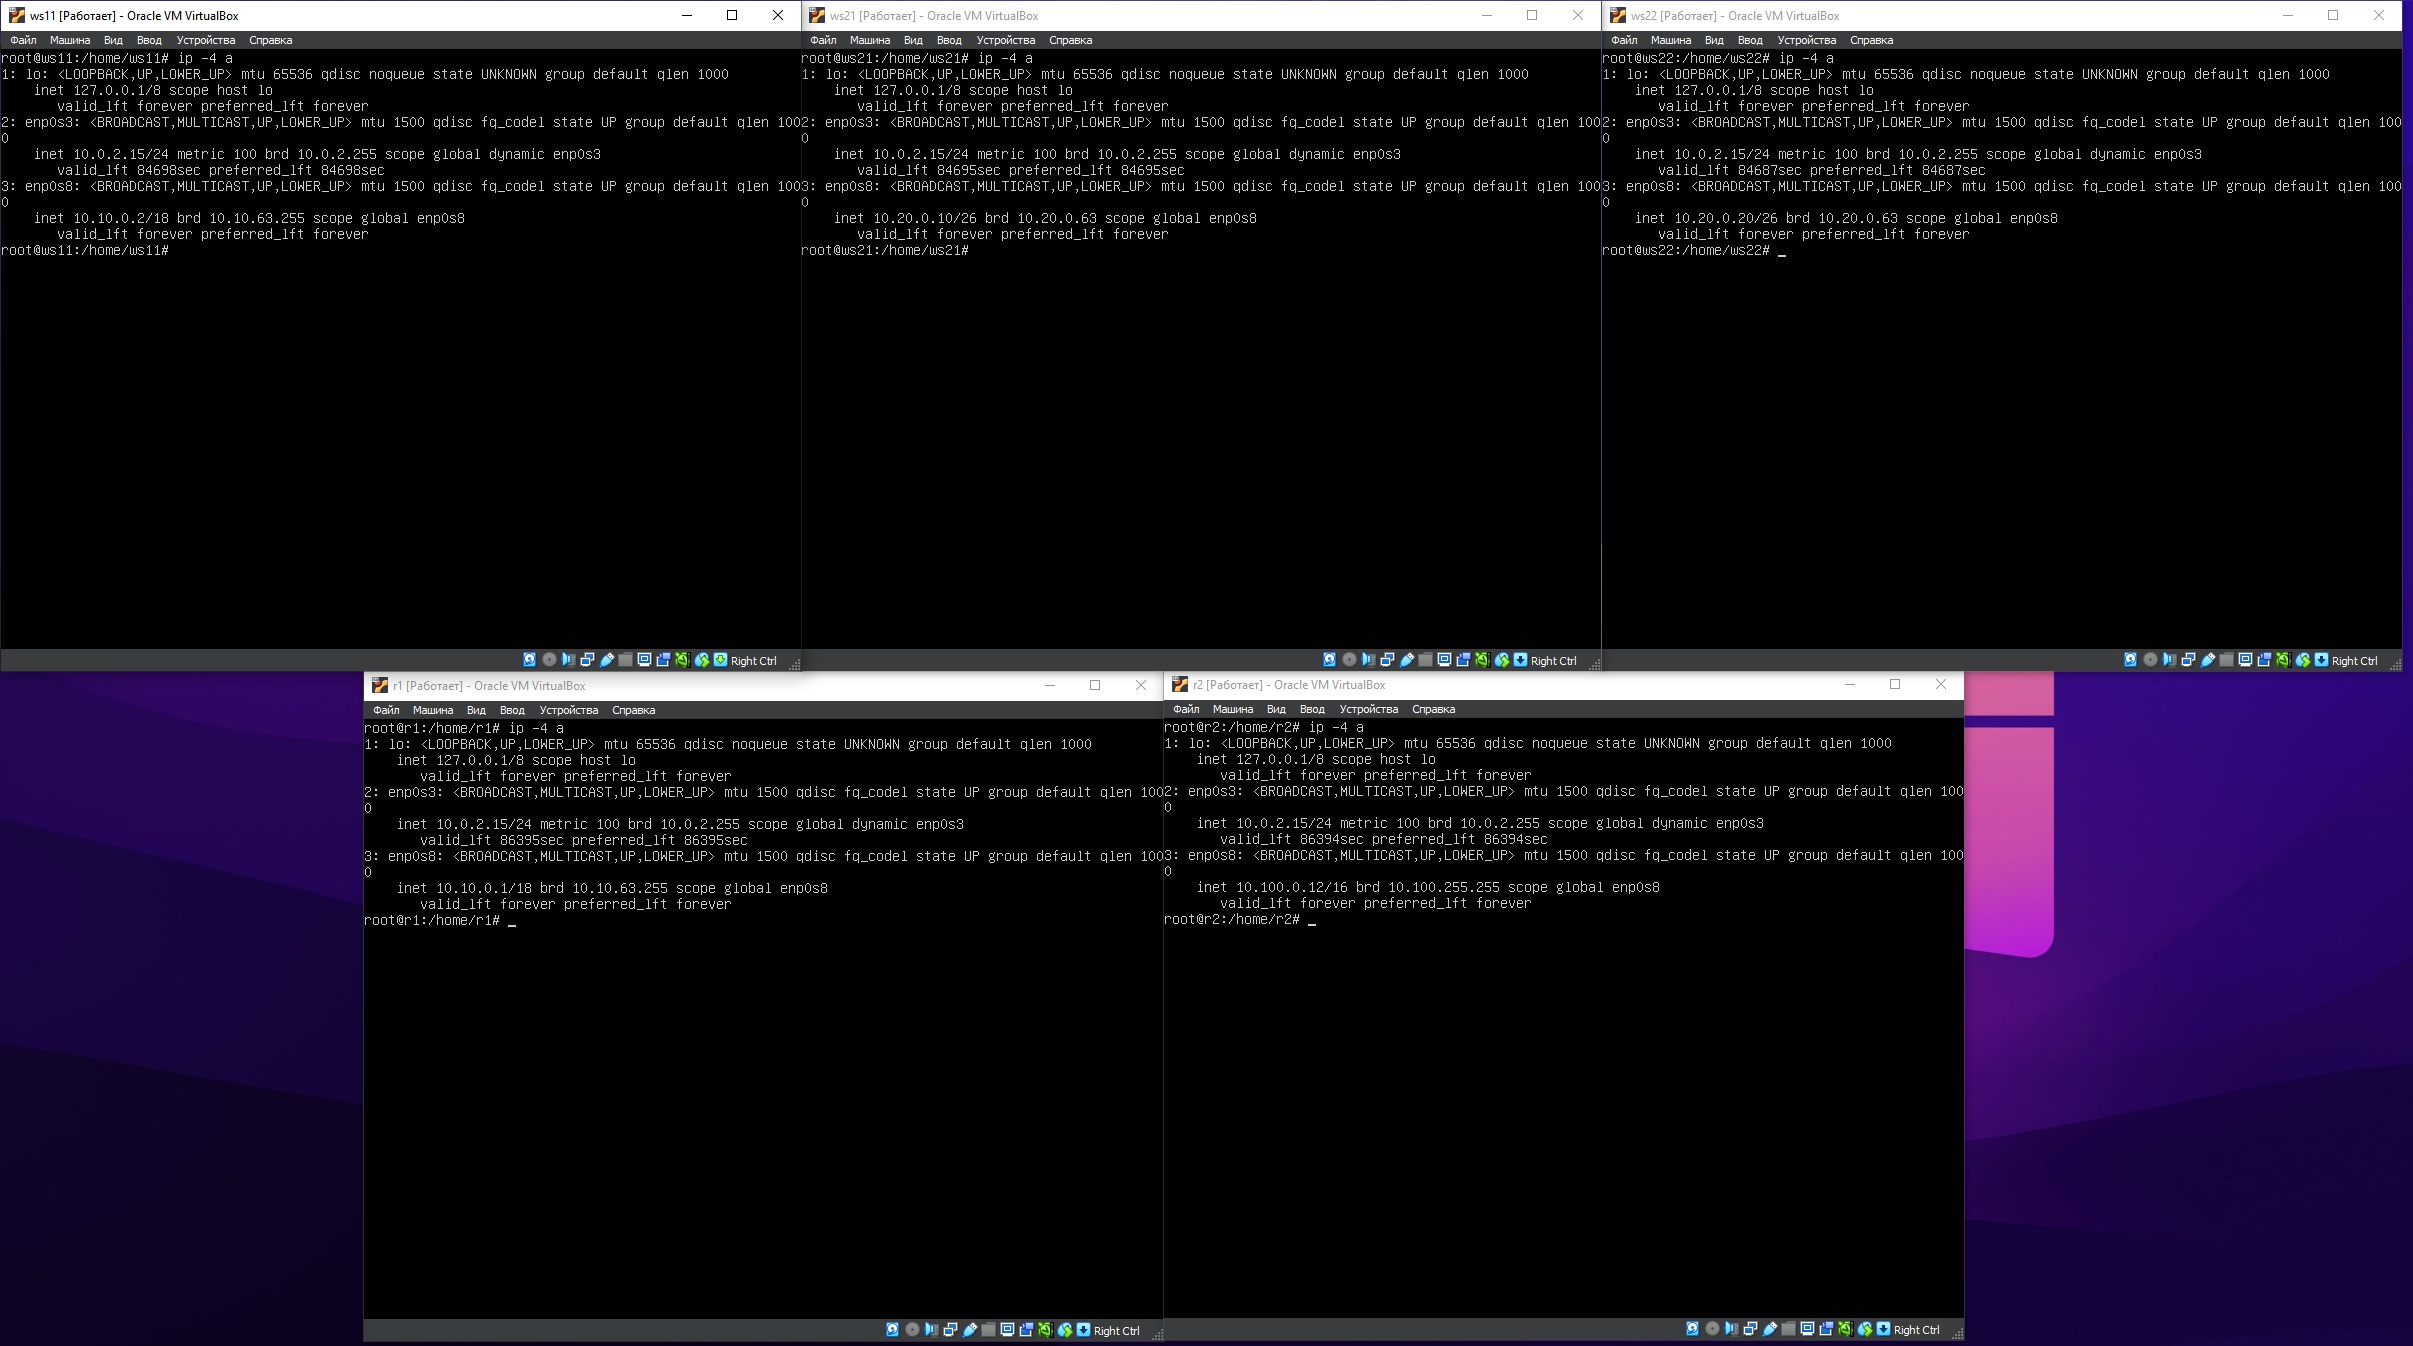 ws11 [Работает] - Oracle VM VirtualBox
Файл Машина Вид Ввод Устройства Справка
root@ws11:/home/ws11# ip -4 a
1: lo: <LOOPBACK,UP,LOWER_UP> mtu 65536 qdisc noqueue state UNKNOWN group default qlen 1000
inet 127.0.0.1/8 scope host lo
valid_lft forever preferred_lft forever
2: enp0s3: <BROADCAST,MULTICAST,UP,LOWER_UP> mtu 1500 qdisc fq_codel state UP group default qlen 100
0
inet 10.0.2.15/24 metric 100 brd 10.0.2.255 scope global dynamic enp0s3
valid_lft 84698sec preferred_lft 84698sec
3: enp0s8: <BROADCAST,MULTICAST,UP,LOWER_UP> mtu 1500 qdisc fq_codel state UP group default qlen 100
0
inet 10.10.0.2/18 brd 10.10.63.255 scope global enp0s8
valid_lft forever preferred_lft forever
root@ws11:/home/ws11#
Right Ctrl
ws21 [Работает] - Oracle VM VirtualBox
Файл Машина Вид Ввод Устройства Справка
root@ws21:/home/ws21# ip -4 a
1: lo: <LOOPBACK,UP,LOWER_UP> mtu 65536 qdisc noqueue state UNKNOWN group default qlen 1000
inet 127.0.0.1/8 scope host lo
valid_lft forever preferred_lft forever
2: enp0s3: <BROADCAST,MULTICAST,UP,LOWER_UP> mtu 1500 qdisc fq_codel state UP group default qlen 100
0
inet 10.0.2.15/24 metric 100 brd 10.0.2.255 scope global dynamic enp0s3
valid_lft 84695sec preferred_lft 84695sec
3: enp0s8: <BROADCAST,MULTICAST,UP,LOWER_UP> mtu 1500 qdisc fq_codel state UP group default qlen 100
0
inet 10.20.0.10/26 brd 10.20.0.63 scope global enp0s8
valid_lft forever preferred_lft forever
root@ws21:/home/ws21#
Right Ctrl
ws22 [Работает] - Oracle VM VirtualBox
Файл Машина Вид Ввод Устройства Справка
root@ws22:/home/ws22# ip -4 a
1: lo: <LOOPBACK,UP,LOWER_UP> mtu 65536 qdisc noqueue state UNKNOWN group default qlen 1000
inet 127.0.0.1/8 scope host lo
valid_lft forever preferred_lft forever
2: enp0s3: <BROADCAST,MULTICAST,UP,LOWER_UP> mtu 1500 qdisc fq_codel state UP group default qlen 100
0
inet 10.0.2.15/24 metric 100 brd 10.0.2.255 scope global dynamic enp0s3
valid_lft 84687sec preferred_lft 84687sec
3: enp0s8: <BROADCAST,MULTICAST,UP,LOWER_UP> mtu 1500 qdisc fq_codel state UP group default qlen 100
0
inet 10.20.0.20/26 brd 10.20.0.63 scope global enp0s8
valid_lft forever preferred_lft forever
root@ws22:/home/ws22# _
Right Ctrl
r1 [Работает] - Oracle VM VirtualBox
Файл Машина Вид Ввод Устройства Справка
root@r1:/home/r1# ip -4 a
1: lo: <LOOPBACK,UP,LOWER_UP> mtu 65536 qdisc noqueue state UNKNOWN group default qlen 1000
inet 127.0.0.1/8 scope host lo
valid_lft forever preferred_lft forever
2: enp0s3: <BROADCAST,MULTICAST,UP,LOWER_UP> mtu 1500 qdisc fq_codel state UP group default qlen 100
0
inet 10.0.2.15/24 metric 100 brd 10.0.2.255 scope global dynamic enp0s3
valid_lft 86395sec preferred_lft 86395sec
3: enp0s8: <BROADCAST,MULTICAST,UP,LOWER_UP> mtu 1500 qdisc fq_codel state UP group default qlen 100
0
inet 10.10.0.1/18 brd 10.10.63.255 scope global enp0s8
valid_lft forever preferred_lft forever
root@r1:/home/r1# _
Right Ctrl
r2 [Работает] - Oracle VM VirtualBox
Файл Машина Вид Ввод Устройства Справка
root@r2:/home/r2# ip -4 a
1: lo: <LOOPBACK,UP,LOWER_UP> mtu 65536 qdisc noqueue state UNKNOWN group default qlen 1000
inet 127.0.0.1/8 scope host lo
valid_lft forever preferred_lft forever
2: enp0s3: <BROADCAST,MULTICAST,UP,LOWER_UP> mtu 1500 qdisc fq_codel state UP group default qlen 100
0
inet 10.0.2.15/24 metric 100 brd 10.0.2.255 scope global dynamic enp0s3
valid_lft 86394sec preferred_lft 86394sec
3: enp0s8: <BROADCAST,MULTICAST,UP,LOWER_UP> mtu 1500 qdisc fq_codel state UP group default qlen 100
0
inet 10.100.0.12/16 brd 10.100.255.255 scope global enp0s8
valid_lft forever preferred_lft forever
root@r2:/home/r2# _
Right Ctrl